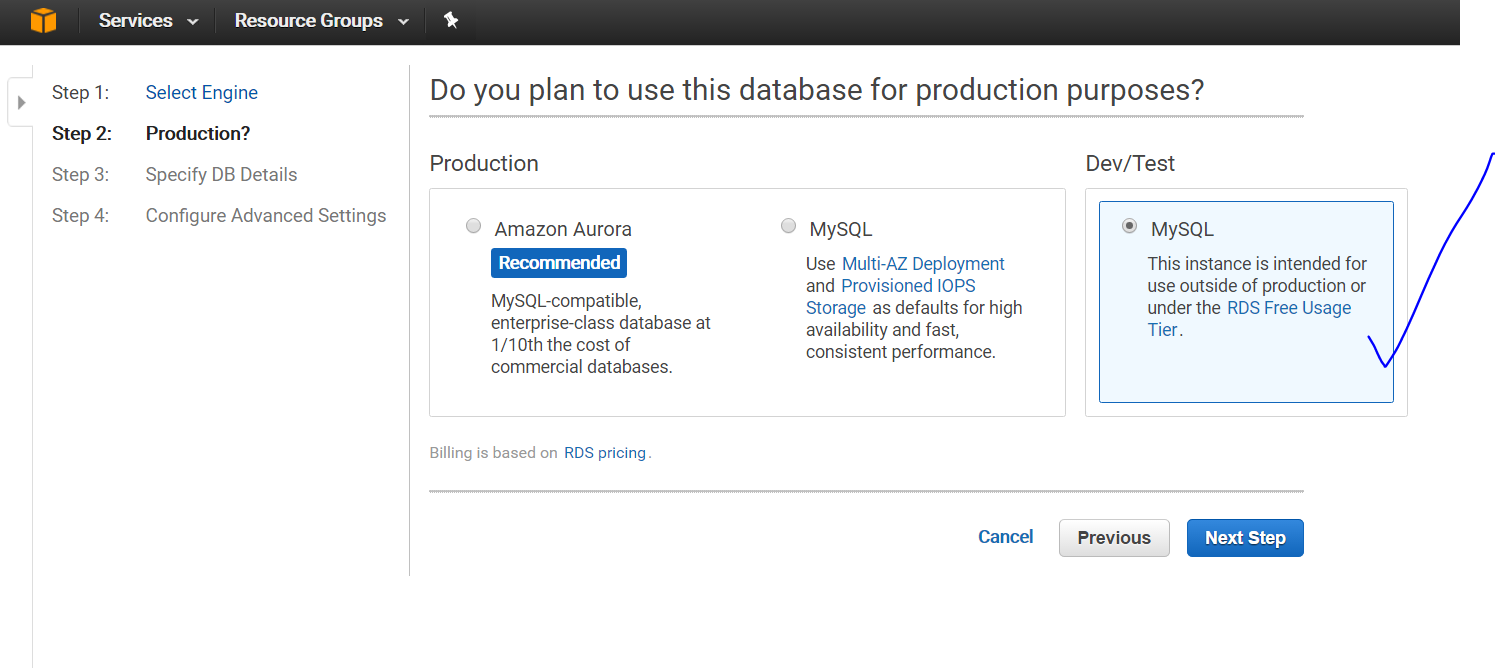 Services Resource Groups
Step 1: Select Engine
Step 2: Production?
Step 3: Specify DB Details
Step 4: Configure Advanced Settings
Do you plan to use this database for production purposes?
Production
Amazon Aurora
Recommended
MySQL-compatible,
enterprise-class database at
1/10th the cost of
commercial databases.
MySQL
Use Multi-AZ Deployment
and Provisioned IOPS
Storage as defaults for high
availability and fast,
consistent performance.
Dev/Test
MySQL
This instance is intended for
use outside of production or
under the RDS Free Usage
Tier.
Billing is based on RDS pricing.
Cancel Previous Next Step